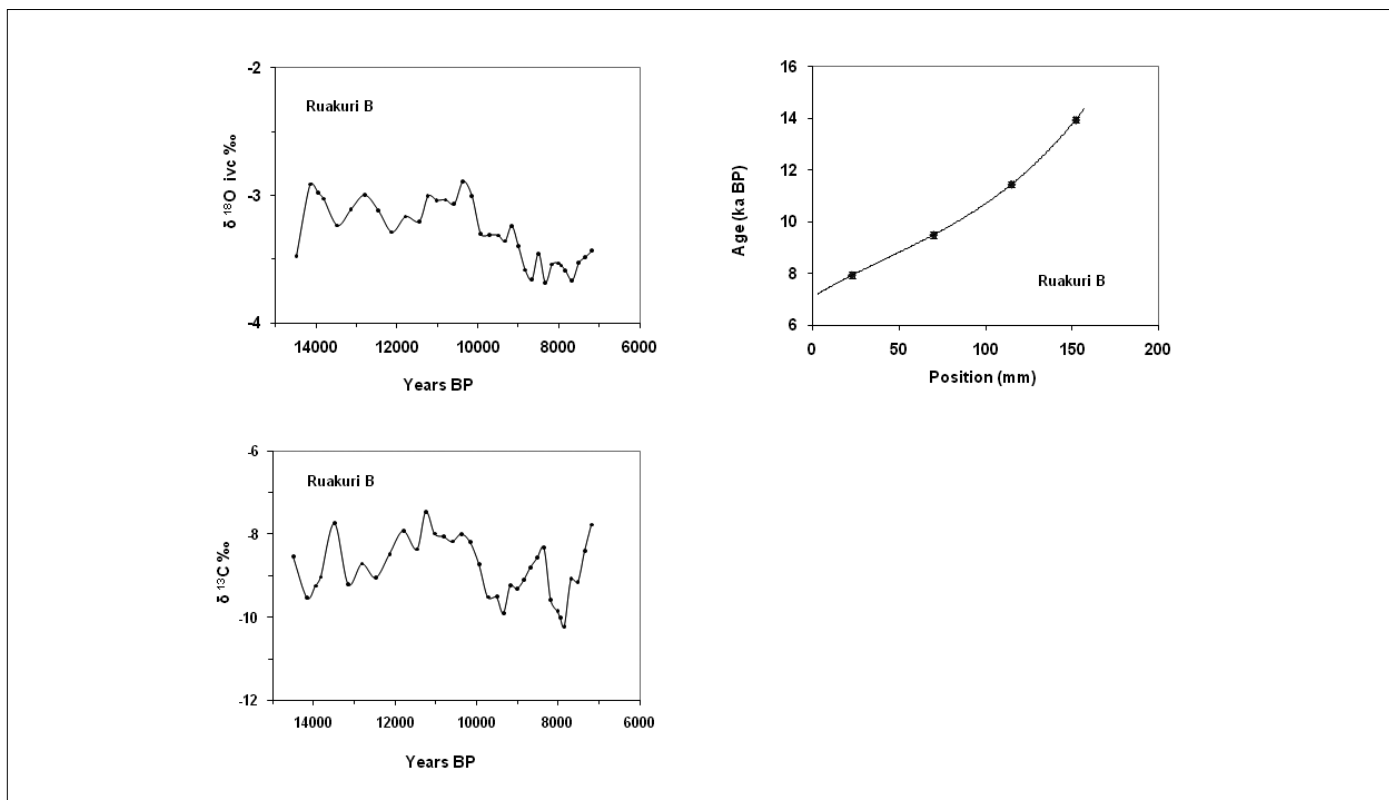 -2
-3
-4
δ ¹⁸O ivc ‰
Ruakuri B
14000 12000 10000 8000 6000
Years BP
16
14
12
10
8
6
Age (ka BP)
Ruakuri B
0 50 100 150 200
Position (mm)
-6
-8
-10
-12
δ ¹³C ‰
Ruakuri B
14000 12000 10000 8000 6000
Years BP